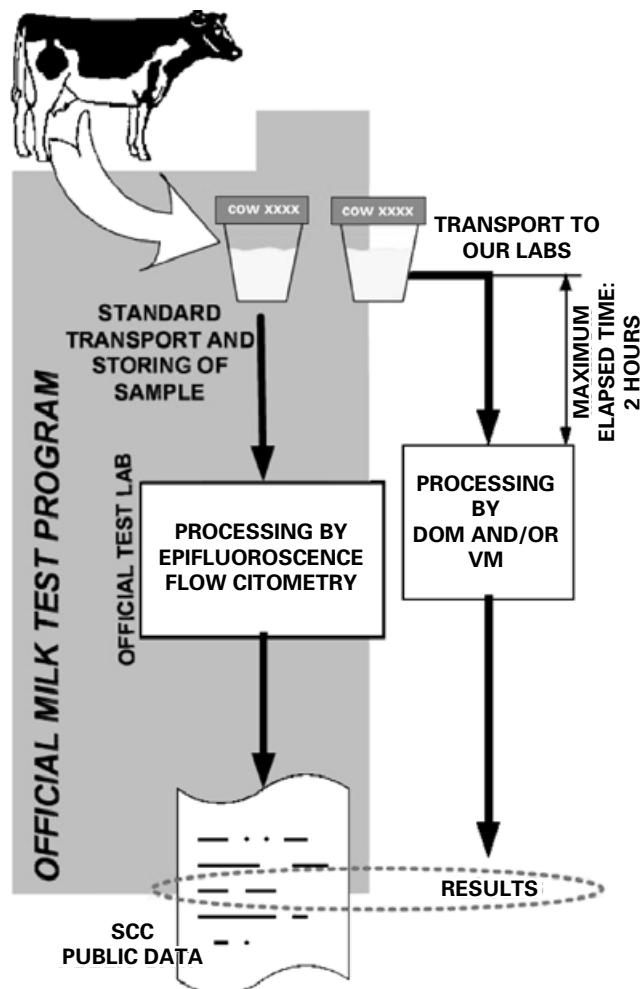 cow xxxx
cow xxxx
TRANSPORT TO
OUR LABS
STANDARD
TRANSPORT AND
STORING OF
SAMPLE
MAXIMUM
ELAPSED TIME:
2 HOURS
OFFICIAL MILK TEST PROGRAM
OFFICIAL TEST LAB
PROCESSING BY
EPIFLUOROSCENCE
FLOW CITOMETRY
PROCESSING
BY
DOM AND/OR
VM
RESULTS
SCC
PUBLIC DATA